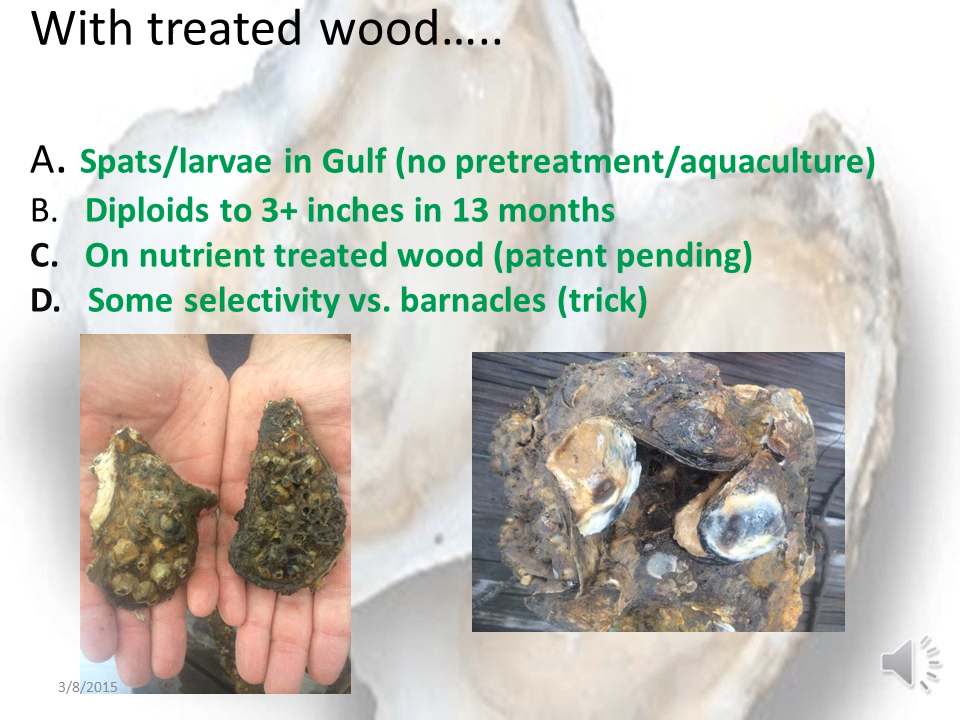 With treated wood…..
A. Spats/larvae in Gulf (no pretreatment/aquaculture)
B. Diploids to 3+ inches in 13 months
C. On nutrient treated wood (patent pending)
D. Some selectivity vs. barnacles (trick)
3/8/2015